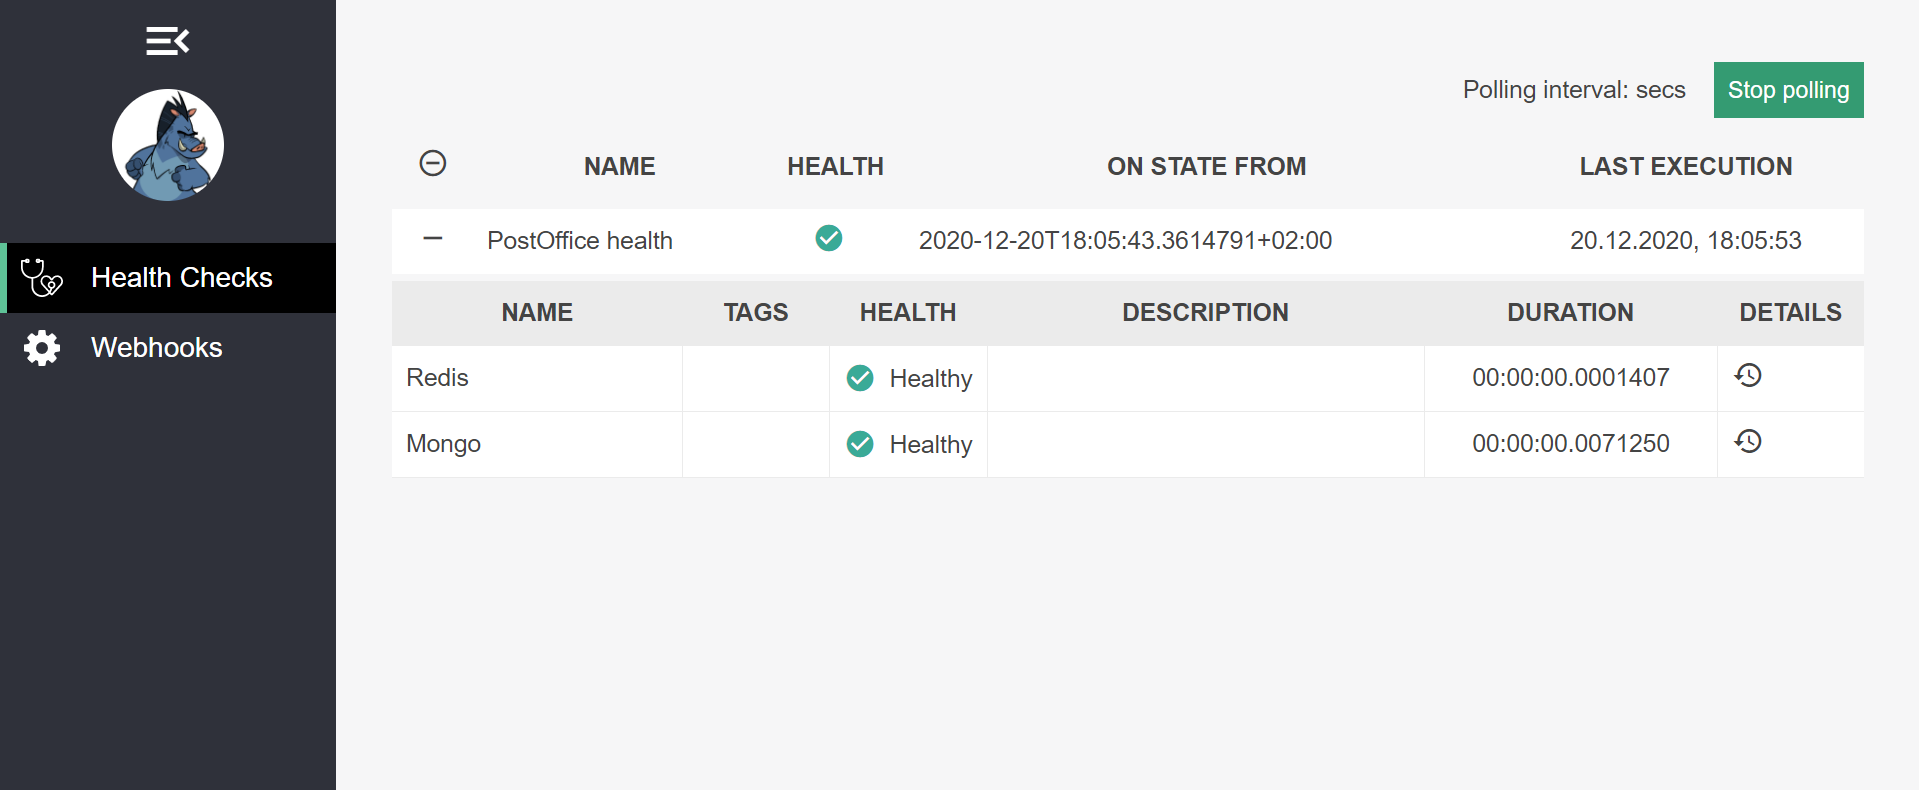 Polling interval: secs Stop polling
NAME HEALTH ON STATE FROM LAST EXECUTION
PostOffice health 2020-12-20T18:05:43.3614791+02:00 20.12.2020, 18:05:53
Health Checks
NAME TAGS HEALTH DESCRIPTION DURATION DETAILS
Webhooks
Redis Healthy 00:00:00.0001407
Mongo Healthy 00:00:00.0071250